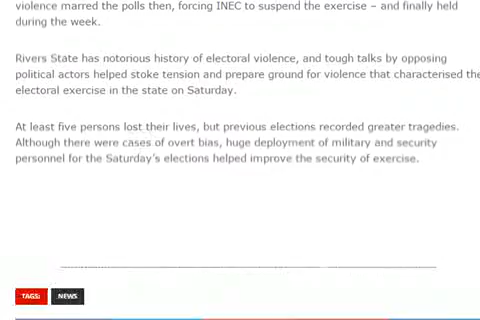 violence marred the polls then, forcing INEC to suspend the exercise – and finally held
during the week.
Rivers State has notorious history of electoral violence, and tough talks by opposing
political actors helped stoke tension and prepare ground for violence that characterised the
electoral exercise in the state on Saturday.
At least five persons lost their lives, but previous elections recorded greater tragedies.
Although there were cases of overt bias, huge deployment of military and security
personnel for the Saturday's elections helped improve the security of exercise.
TAGS: NEWS